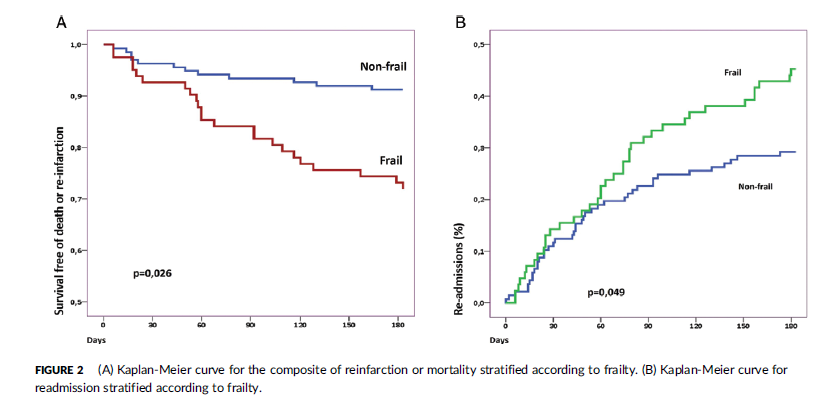 A
1,0
0,9
0,8
0,7
0,6
0,5
Survival free of death or re-infarction
Non-frail
Frail
p=0,026
0 30 60 90 120 150 180
Days
B
0,5
0,4
0,3
0,2
0,1
0,0
Re-admissions (%)
Frail
Non-frail
p=0,049
0 30 60 90 120 150 180
Days
FIGURE 2 (A) Kaplan-Meier curve for the composite of reinfarction or mortality stratified according to frailty. (B) Kaplan-Meier curve for
readmission stratified according to frailty.